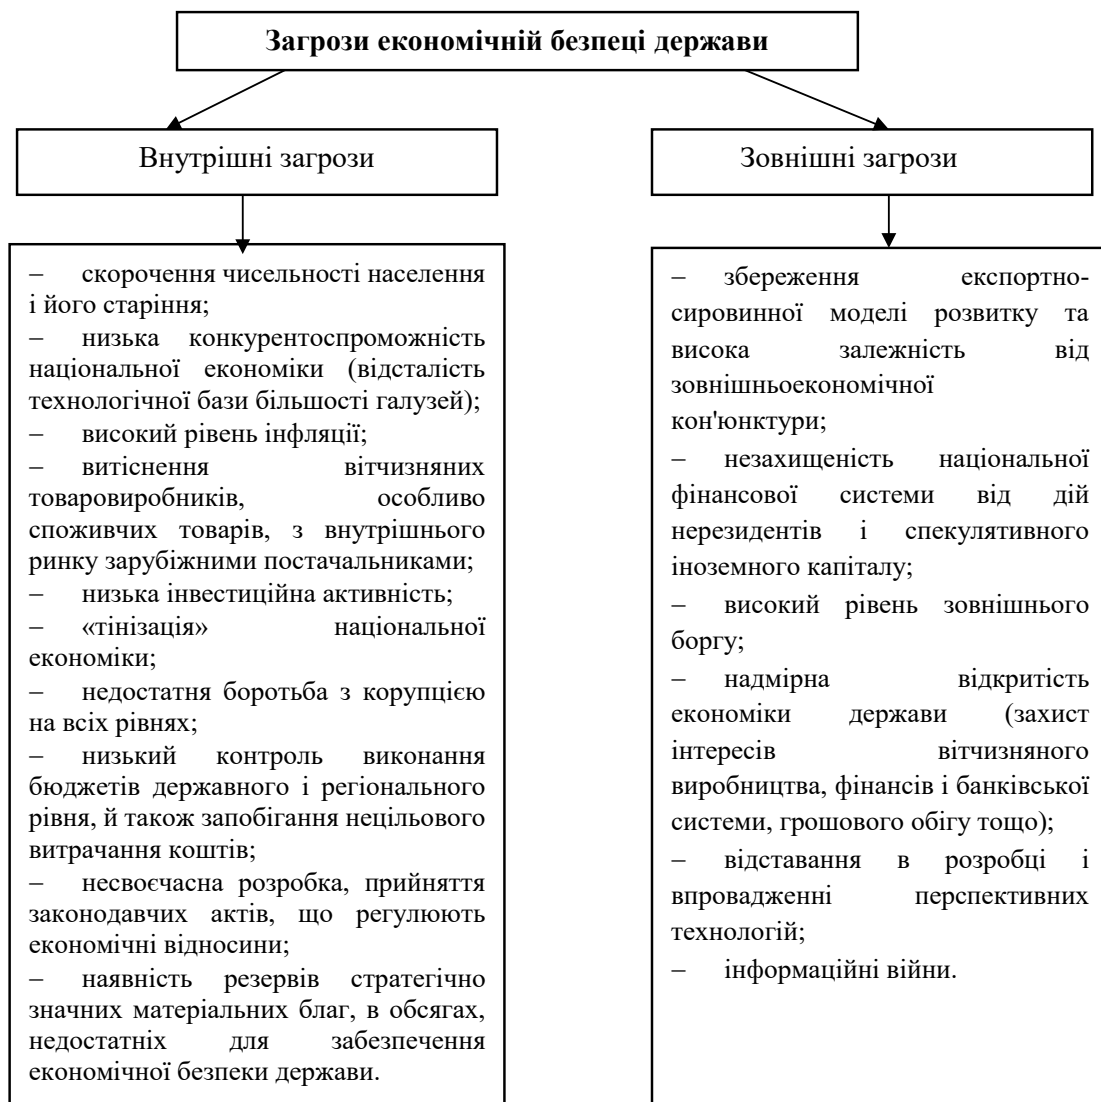 Загрози економічній безпеці держави
Внутрішні загрози
− скорочення чисельності населення
і його старіння;
− низька конкурентоспроможність
національної економіки (відсталість
технологічної бази більшості галузей);
− високий рівень інфляції;
− витіснення вітчизняних
товаровиробників, особливо
споживчих товарів, з внутрішнього
ринку зарубіжними постачальниками;
− низька інвестиційна активність;
− «тінізація» національної
економіки;
− недостатня боротьба з корупцією
на всіх рівнях;
− низький контроль виконання
бюджетів державного і регіонального
рівня, й також запобігання нецільового
витрачання коштів;
− несвоєчасна розробка, прийняття
законодавчих актів, що регулюють
економічні відносини;
− наявність резервів стратегічно
значних матеріальних благ, в обсягах,
недостатніх для забезпечення
економічної безпеки держави.
Зовнішні загрози
− збереження експортно-
сировинної моделі розвитку та
висока залежність від
зовнішньоекономічної
кон'юнктури;
− незахищеність національної
фінансової системи від дій
нерезидентів і спекулятивного
іноземного капіталу;
− високий рівень зовнішнього
боргу;
− надмірна відкритість
економіки держави (захист
інтересів вітчизняного
виробництва, фінансів і банківської
системи, грошового обігу тощо);
− відставання в розробці і
впровадженні перспективних
технологій;
− інформаційні війни.